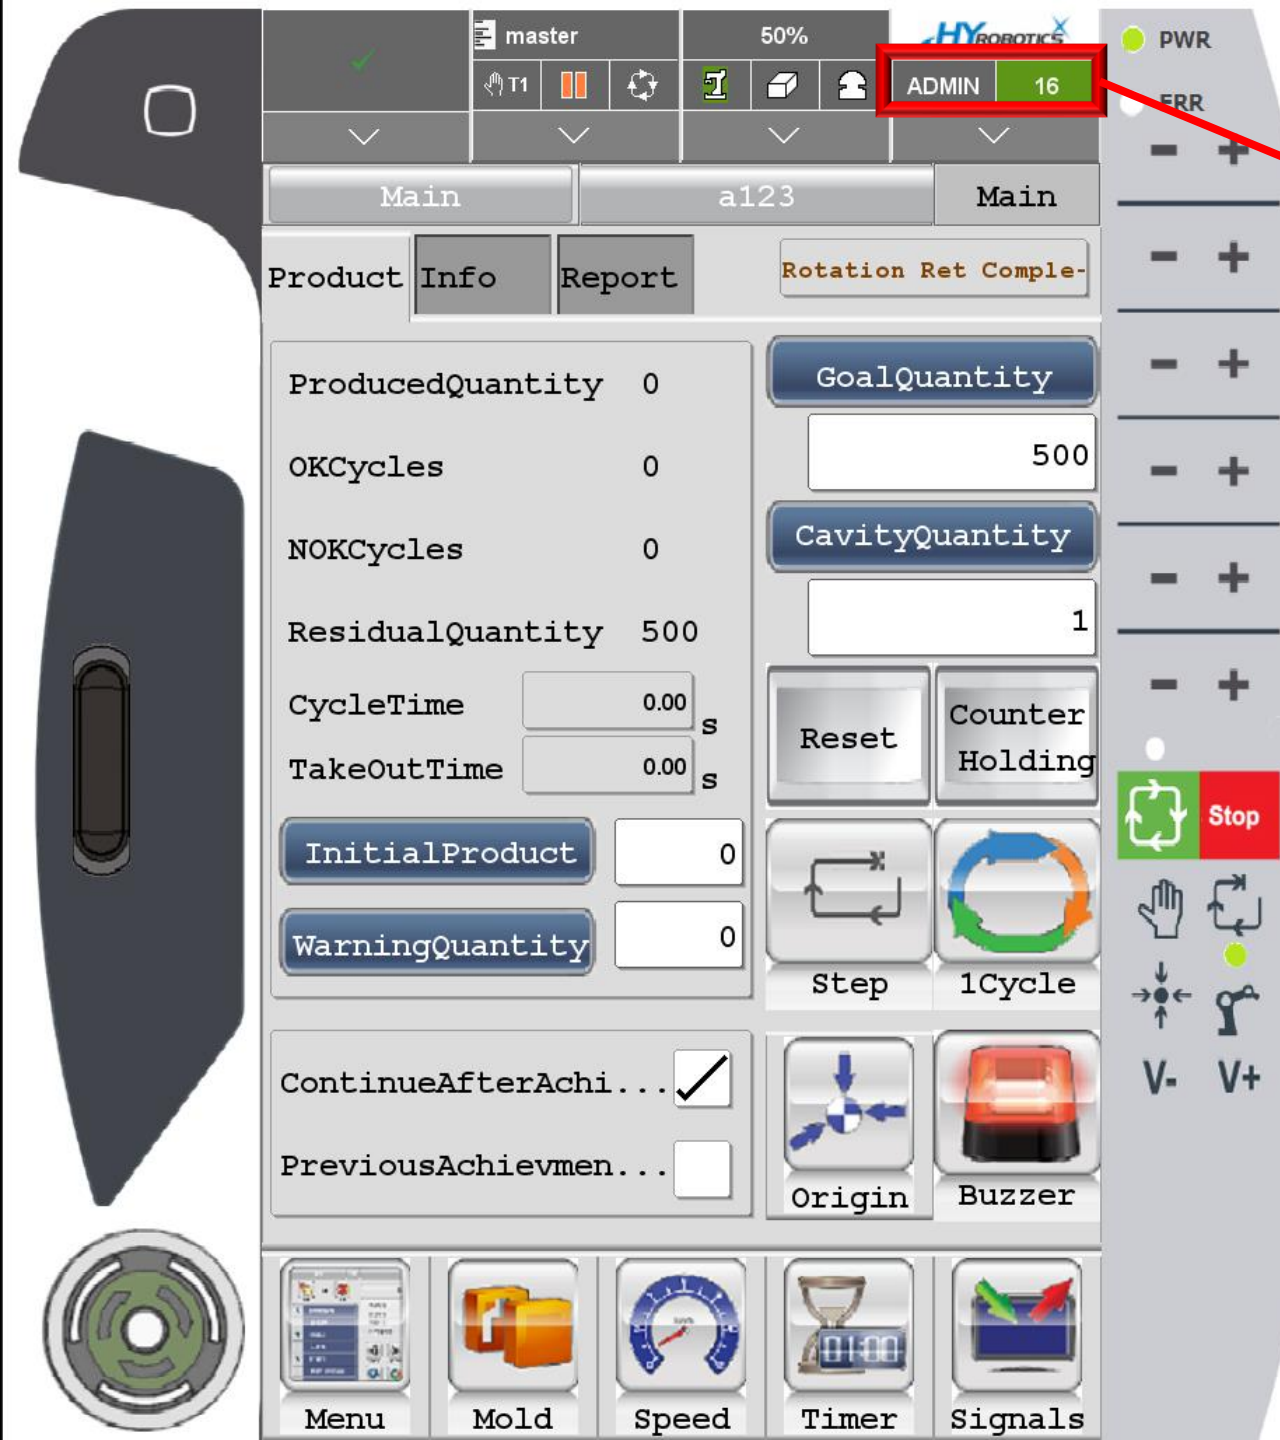 master
50%
HYROBOTICS
PWR
T1
ADMIN
16
ERR
- +
Main
a123
Main
- +
Product
Info
Report
Rotation Ret Comple-
- +
ProducedQuantity 0
GoalQuantity
500
OKCycles 0
- +
CavityQuantity
NOKCycles 0
- +
1
ResidualQuantity 500
- +
CycleTime 0.00 s
Reset
Counter
Holding
TakeOutTime 0.00 s
Stop
InitialProduct 0
WarningQuantity 0
Step
1Cycle
ContinueAfterAchi...
V- V+
PreviousAchievmen...
Origin
Buzzer
01:00
Menu
Mold
Speed
Timer
Signals